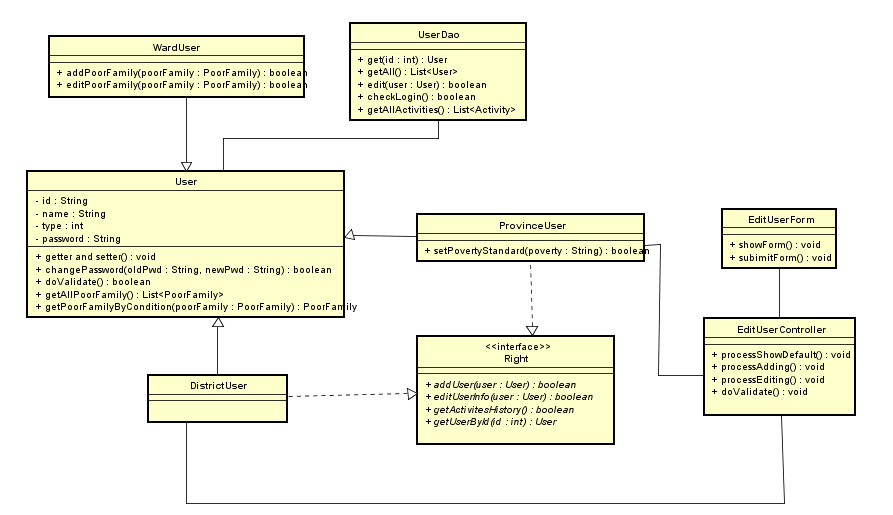 WardUser
+ addPoorFamily(poorFamily : PoorFamily) : boolean
+ editPoorFamily(poorFamily : PoorFamily) : boolean
UserDao
+ get(id : int) : User
+ getAll() : List<User>
+ edit(user : User) : boolean
+ checkLogin() : boolean
+ getAllActivities() : List<Activity>
User
- id : String
- name : String
- type : int
- password : String
+ getter and setter() : void
+ changePassword(oldPwd : String, newPwd : String) : boolean
+ doValidate() : boolean
+ getAllPoorFamily() : List<PoorFamily>
+ getPoorFamilyByCondition(poorFamily : PoorFamily) : PoorFamily
ProvinceUser
+ setPovertyStandard(poverty : String) : boolean
EditUserForm
+ showForm() : void
+ subimitForm() : void
EditUserController
+ processShowDefault() : void
+ processAdding() : void
+ processEditing() : void
+ doValidate() : void
<<interface>>
Right
+ addUser(user : User) : boolean
+ editUserInfo(user : User) : boolean
+ getActivitesHistory() : boolean
+ getUserById(id : int) : User
DistrictUser